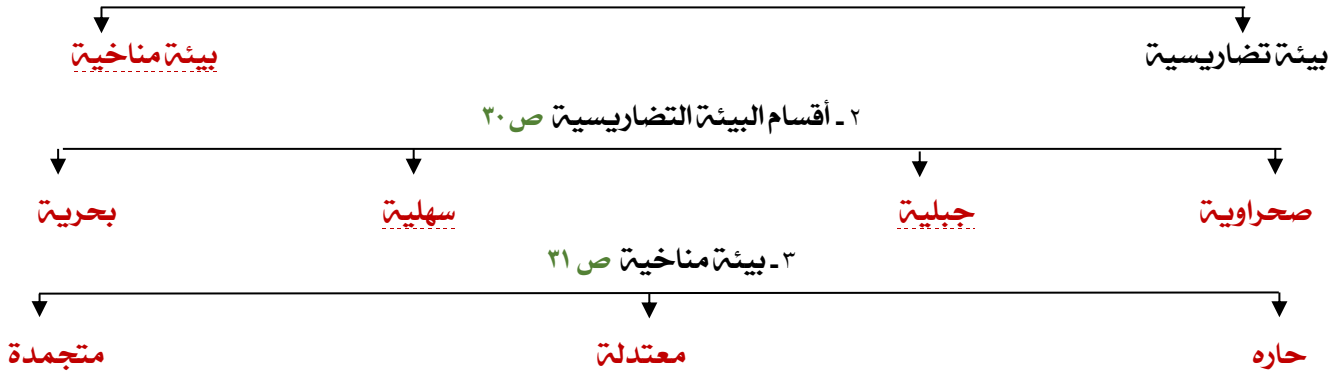 بيئة تضاريسية بيئة مناخية
٢ ـ أقسام البيئة التضاريسية ص ٣٠
صحراوية جبلية سهلية بحرية
٣ ـ بيئة مناخية ص ٣١
حاره معتدلة متجمدة